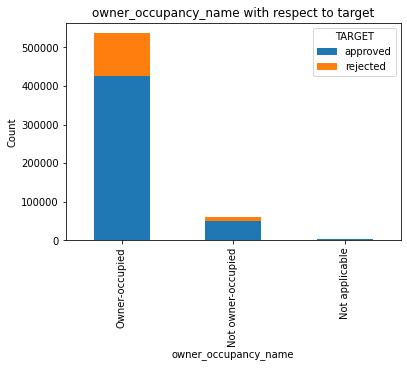 owner_occupancy_name with respect to target
TARGET
approved
rejected
Count
500000
400000
300000
200000
100000
0
Owner-occupied
Not owner-occupied
Not applicable
owner_occupancy_name